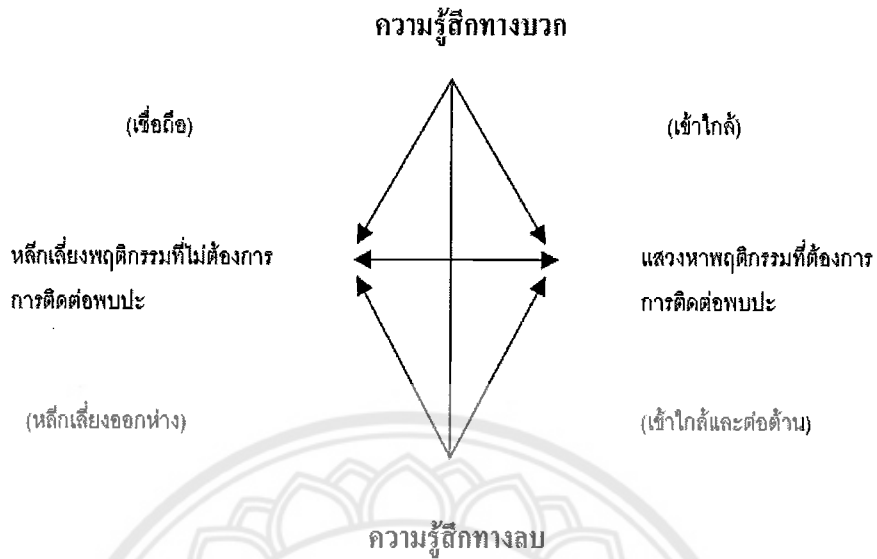 ความรู้สึกทางบวก
(เชื่อถือ)
(เข้าใกล้)
หลีกเลี่ยงพฤติกรรมที่ไม่ต้องการ
การติดต่อพบปะ
แสวงหาพฤติกรรมที่ต้องการ
การติดต่อพบปะ
(หลีกเลี่ยงออกห่าง)
(เข้าใกล้และต่อต้าน)
ความรู้สึกทางลบ